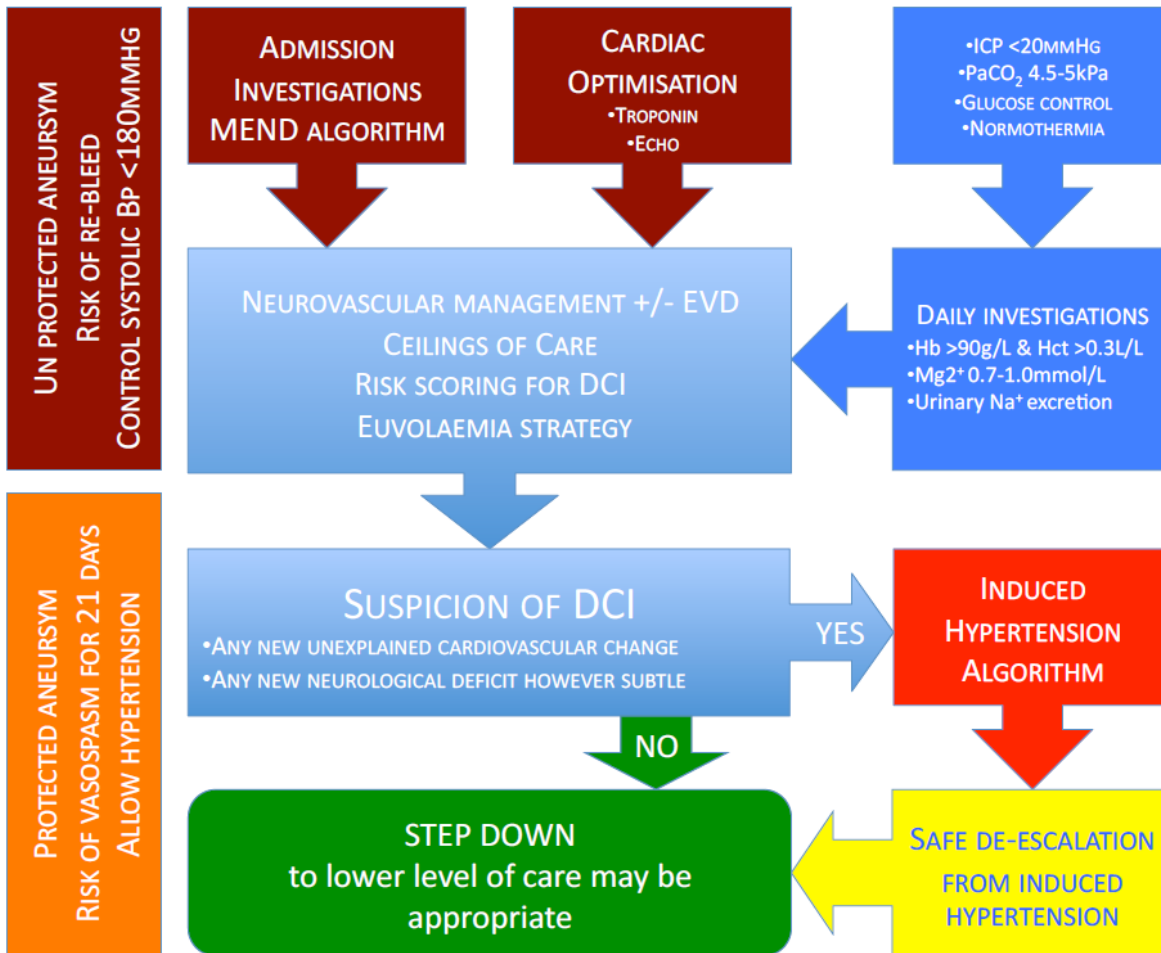 UN PROTECTED ANEURSYM
RISK OF RE-BLEED
CONTROL SYSTOLIC BP <180MMHG
ADMISSION
INVESTIGATIONS
MEND ALGORITHM
CARDIAC
OPTIMISATION
•TROPONIN
•ECHO
•ICP <20MMHG
•PACO₂ 4.5-5KPA
•GLUCOSE CONTROL
•NORMOTHERMIA
NEUROVASCULAR MANAGEMENT +/- EVD
CEILINGS OF CARE
RISK SCORING FOR DCI
EUVOLAEMIA STRATEGY
DAILY INVESTIGATIONS
•Hb >90g/L & Hct >0.3L/L
•Mg2⁺ 0.7-1.0mmol/L
•Urinary Na⁺ excretion
PROTECTED ANEURSYM
RISK OF VASOSPASM FOR 21 DAYS
ALLOW HYPERTENSION
SUSPICION OF DCI
•ANY NEW UNEXPLAINED CARDIOVASCULAR CHANGE
•ANY NEW NEUROLOGICAL DEFICIT HOWEVER SUBTLE
YES
INDUCED
HYPERTENSION
ALGORITHM
NO
STEP DOWN
to lower level of care may be
appropriate
SAFE DE-ESCALATION
FROM INDUCED
HYPERTENSION